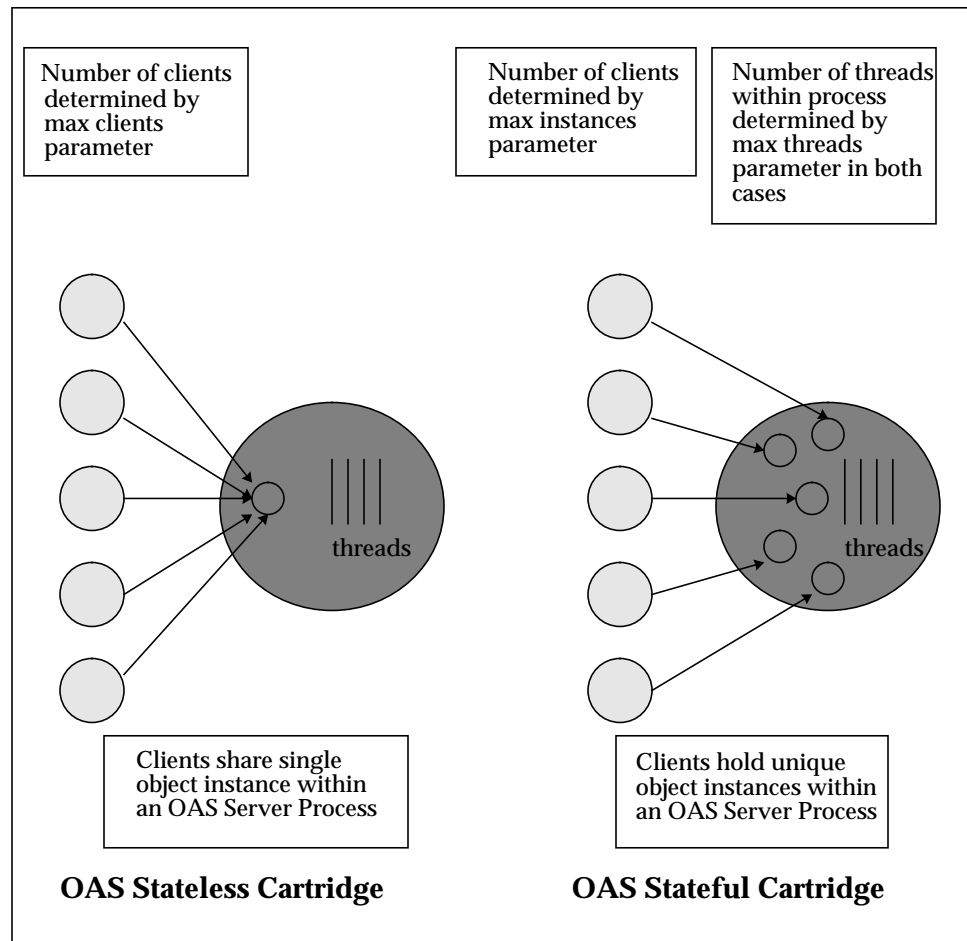 Number of clients
determined by
max clients
parameter
Number of clients
determined by
max instances
parameter
Number of threads
within process
determined by
max threads
parameter in both
cases
threads
threads
Clients share single
object instance within
an OAS Server Process
Clients hold unique
object instances within
an OAS Server Process
OAS Stateless Cartridge
OAS Stateful Cartridge